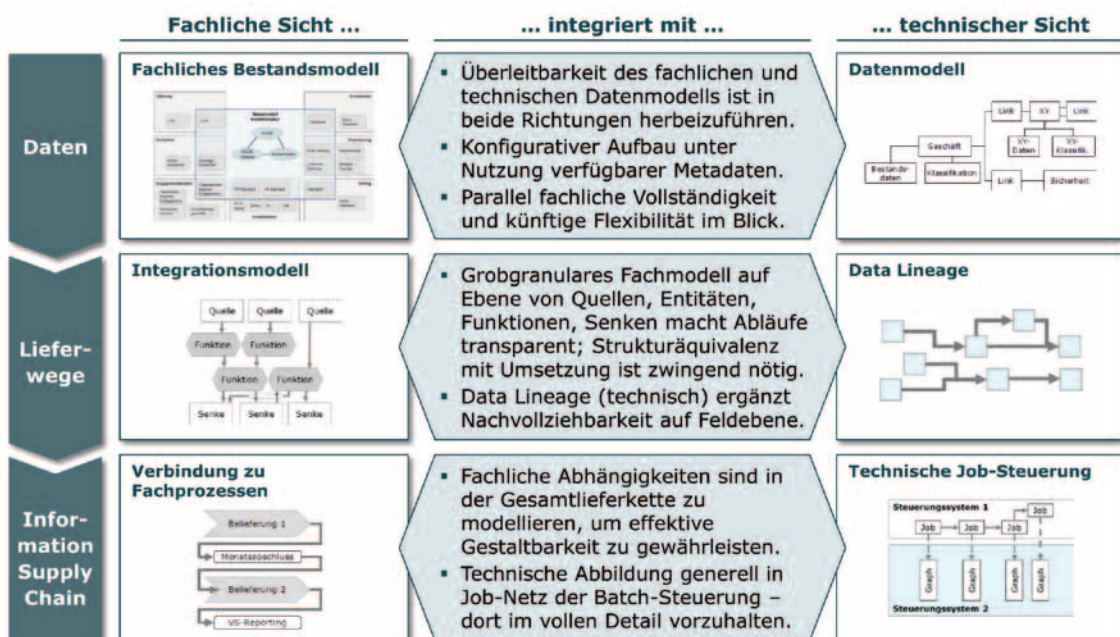 Fachliche Sicht ...
... integriert mit ...
... technischer Sicht
Daten
Fachliches Bestandsmodell
▪ Überleitbarkeit des fachlichen und
technischen Datenmodells ist in
beide Richtungen herbeizuführen.
▪ Konfigurativer Aufbau unter
Nutzung verfügbarer Metadaten.
▪ Parallel fachliche Vollständigkeit
und künftige Flexibilität im Blick.
Datenmodell
Link
XY
Link
Geschäft
XY-
Daten
XY-
Klassifik.
Bestands-
daten
Klassifikation
Link
Sicherheit
Liefer-
wege
Integrationsmodell
Quelle
Quelle
Quelle
Funktion
Funktion
Funktion
Funktion
Senke
Senke
Senke
▪ Grobgranulares Fachmodell auf
Ebene von Quellen, Entitäten,
Funktionen, Senken macht Abläufe
transparent; Strukturäquivalenz
mit Umsetzung ist zwingend nötig.
▪ Data Lineage (technisch) ergänzt
Nachvollziehbarkeit auf Feldebene.
Data Lineage
Infor-
mation
Supply
Chain
Verbindung zu
Fachprozessen
Belieferung 1
Monatsabschluss
Belieferung 2
VS-Reporting
▪ Fachliche Abhängigkeiten sind in
der Gesamtlieferkette zu
modellieren, um effektive
Gestaltbarkeit zu gewährleisten.
▪ Technische Abbildung generell in
Job-Netz der Batch-Steuerung –
dort im vollen Detail vorzuhalten.
Technische Job-Steuerung
Steuerungssystem 1
Job
Job
Job
Job
Graph
Graph
Graph
Graph
Steuerungssystem 2